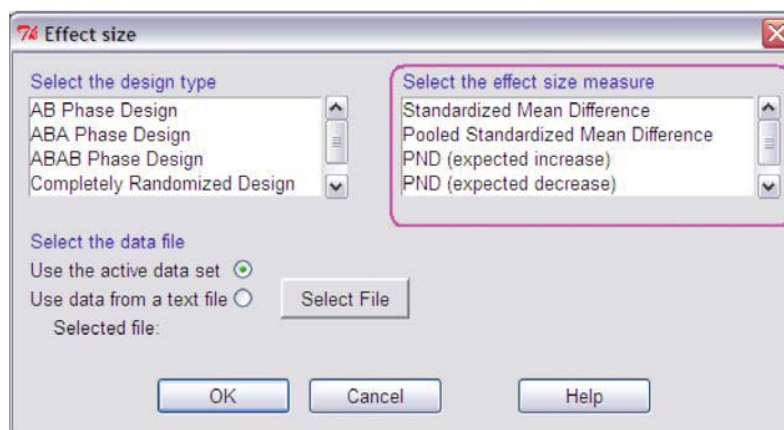 Effect size
Select the design type
AB Phase Design
ABA Phase Design
ABAB Phase Design
Completely Randomized Design
Select the effect size measure
Standardized Mean Difference
Pooled Standardized Mean Difference
PND (expected increase)
PND (expected decrease)
Select the data file
Use the active data set
Use data from a text file
Select File
Selected file:
OK
Cancel
Help